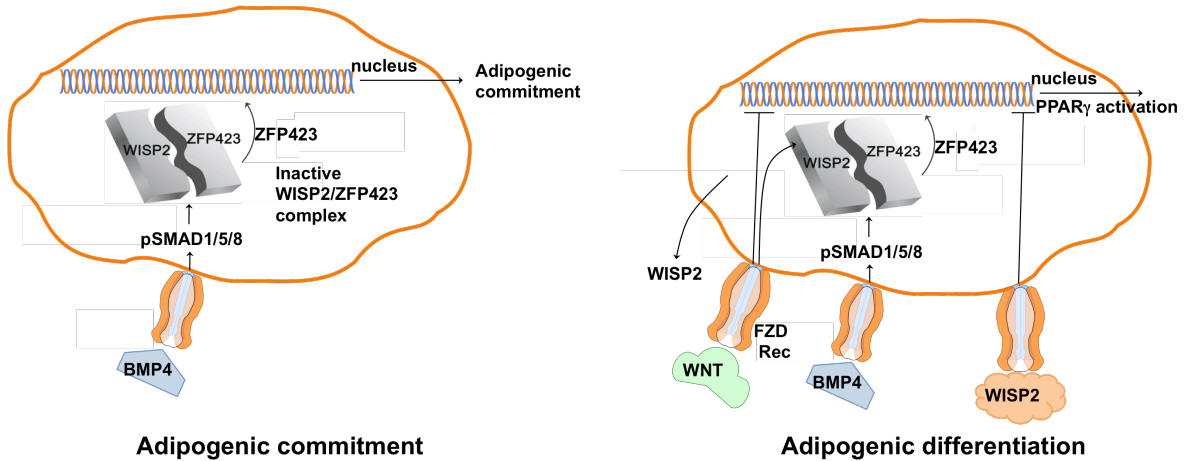 nucleus
Adipogenic
commitment
WISP2
ZFP423
ZFP423
Inactive
WISP2/ZFP423
complex
pSMAD1/5/8
BMP4
Adipogenic commitment
nucleus
PPARγ activation
WISP2
ZFP423
ZFP423
pSMAD1/5/8
WISP2
FZD
Rec
WNT
BMP4
WISP2
Adipogenic differentiation